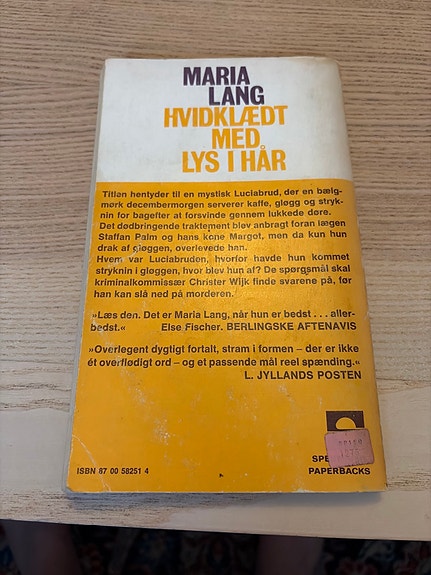 MARIA
LANG
HVIDKLÆDT
MED
LYS I HÅR
Titlen hentyder til en mystisk Luciabrud, der en bælg-
mørk decembermorgen serverer kaffe, gløgg og stryk-
nin for bagefter at forsvinde gennem lukkede døre.
Det dødbringende traktement blev anbragt foran lægen
Staffan Palm og hans kone Margot, men da kun hun
drak af gløggen, overlevede han.
Hvem var Luciabruden, hvorfor havde hun kommet
stryknin i gløggen, hvor blev hun af? De spørgsmål skal
kriminalkommissær Christer Wijk finde svarene på, før
han kan slå ned på morderen.
»Læs den. Det er Maria Lang, når hun er bedst . . . aller-
bedst.« Else Fischer. BERLINGSKE AFTENAVIS
»Overlegent dygtigt fortalt, stram i formen – der er ikke
ét overflødigt ord – og et passende mål reel spænding.«
L. JYLLANDS POSTEN
ISBN 87 00 58251 4
PAPERBACKS